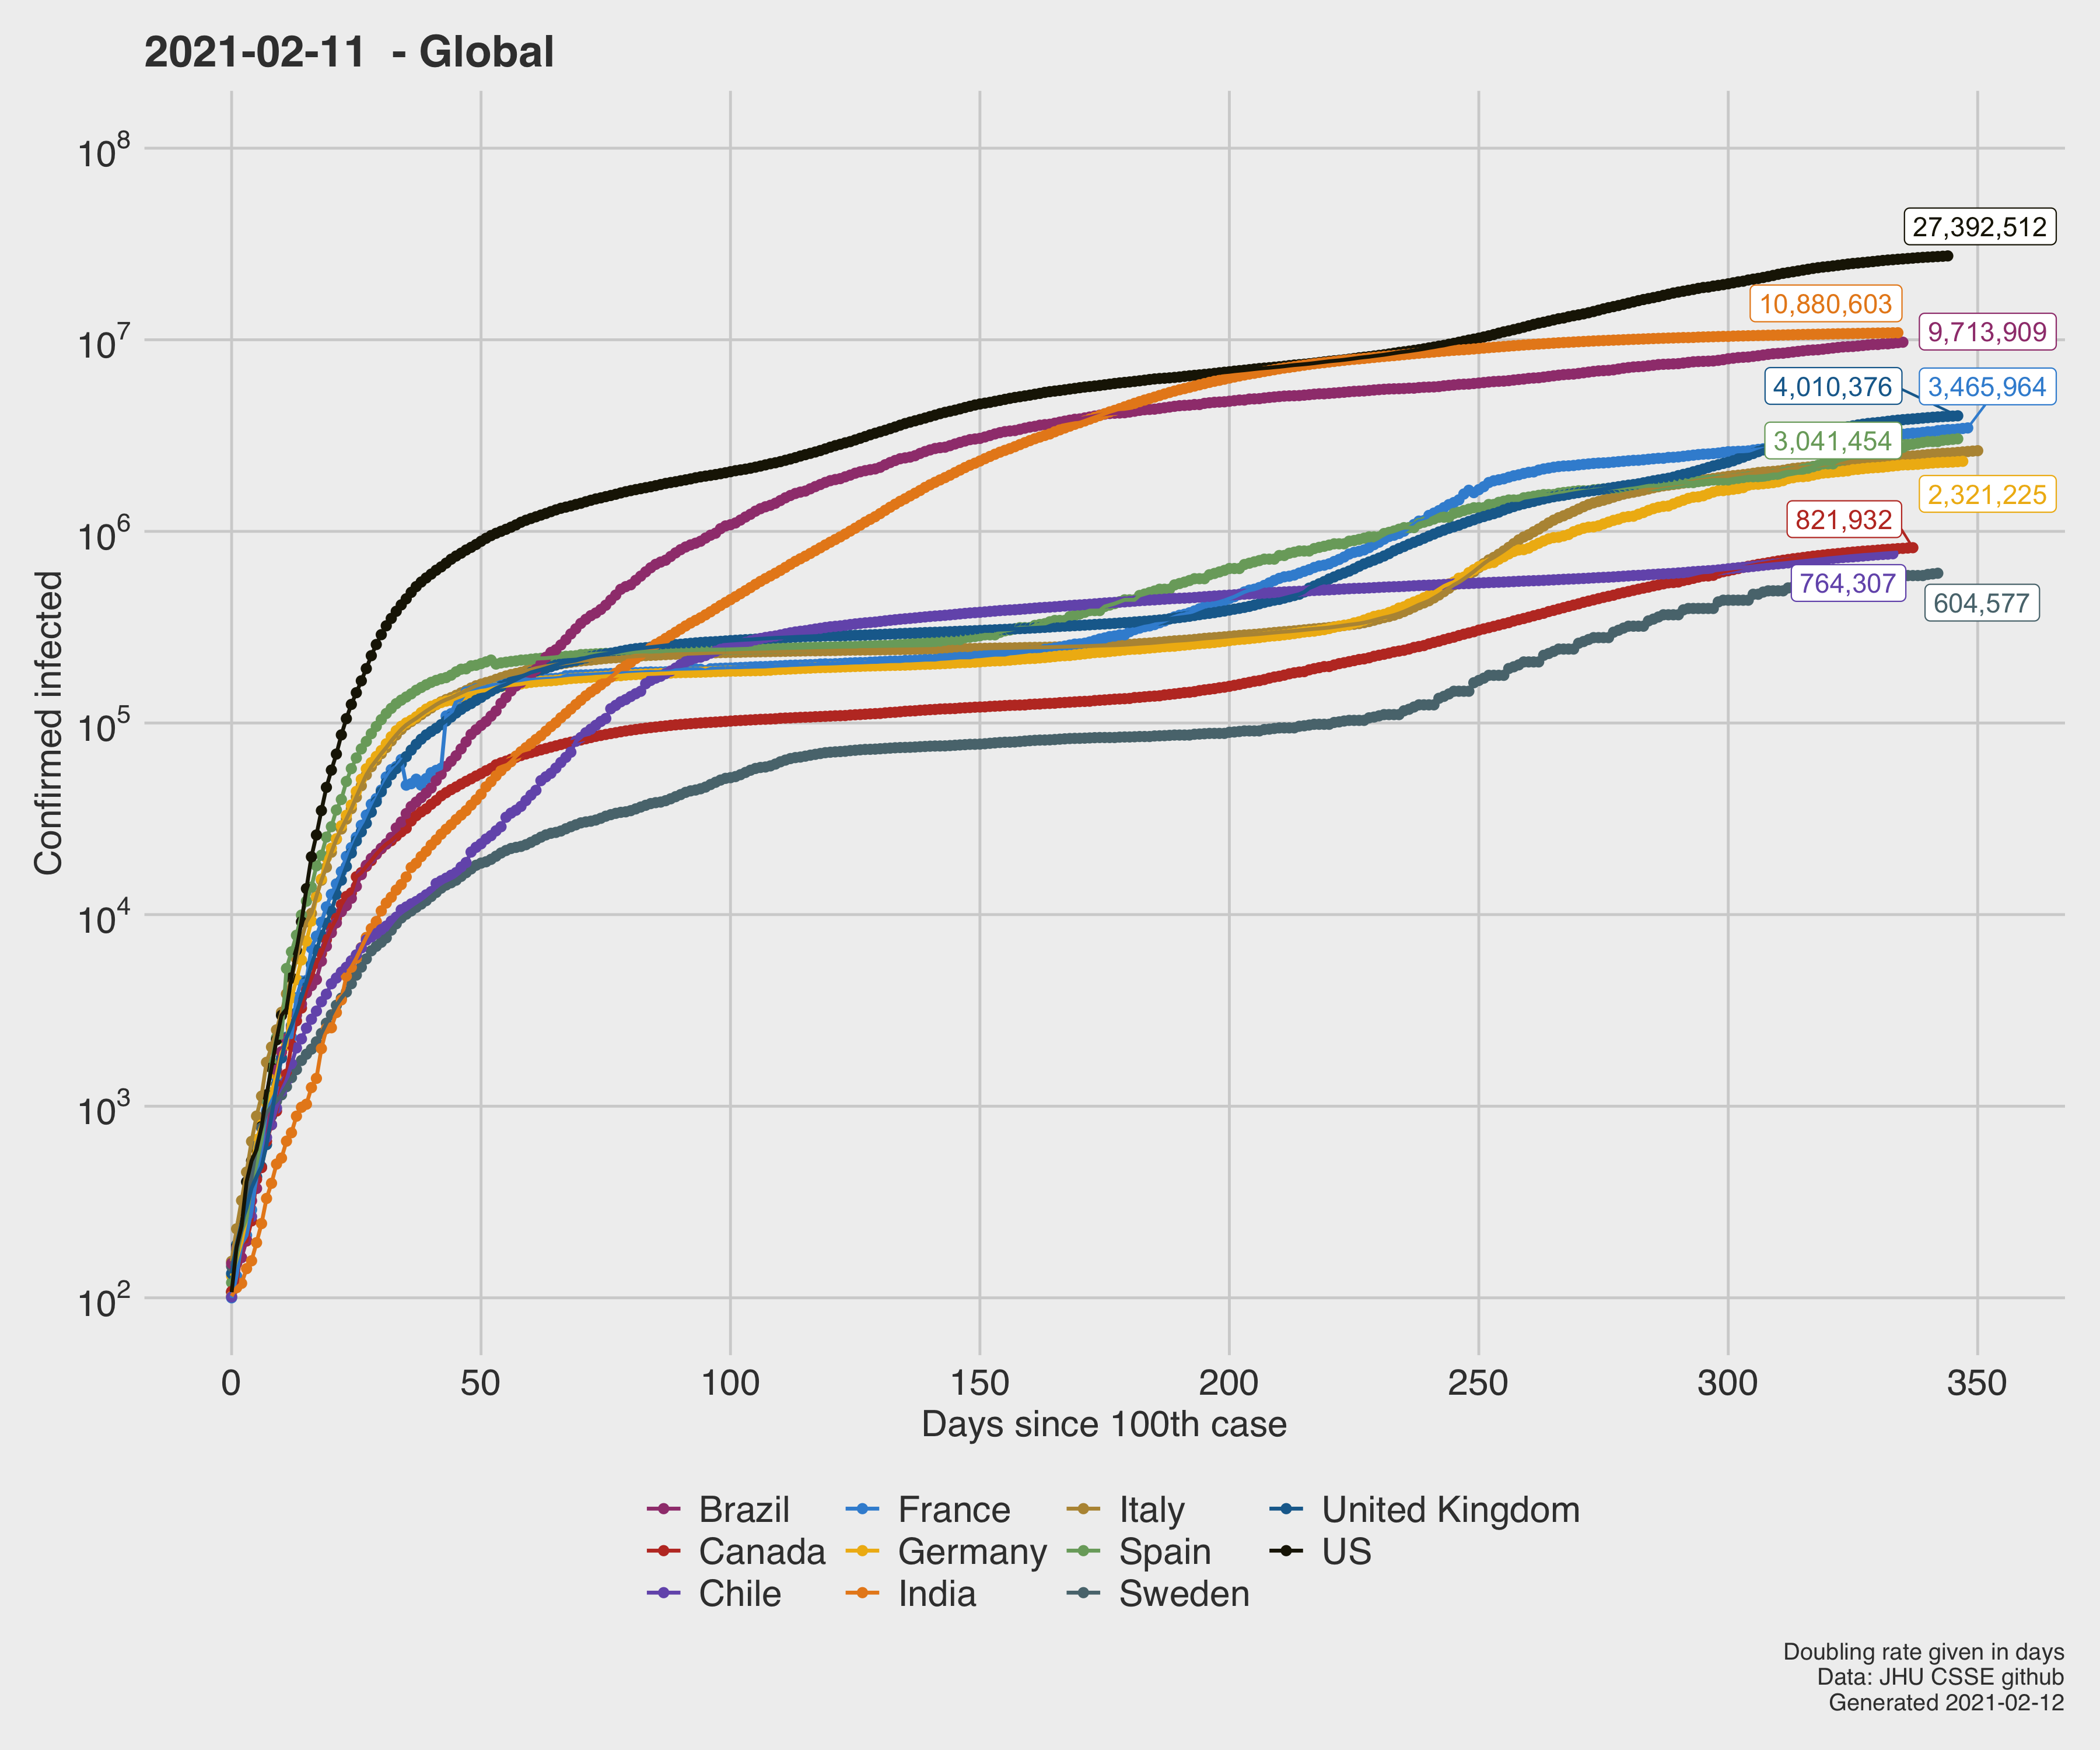 2021-02-11 - Global
Confirmed infected
10^8
10^7
10^6
10^5
10^4
10^3
10^2
27,392,512
10,880,603
9,713,909
4,010,376
3,465,964
3,041,454
2,321,225
821,932
764,307
604,577
0 50 100 150 200 250 300 350
Days since 100th case
Brazil France Italy United Kingdom
Canada Germany Spain US
Chile India Sweden
Doubling rate given in days
Data: JHU CSSE github
Generated 2021-02-12